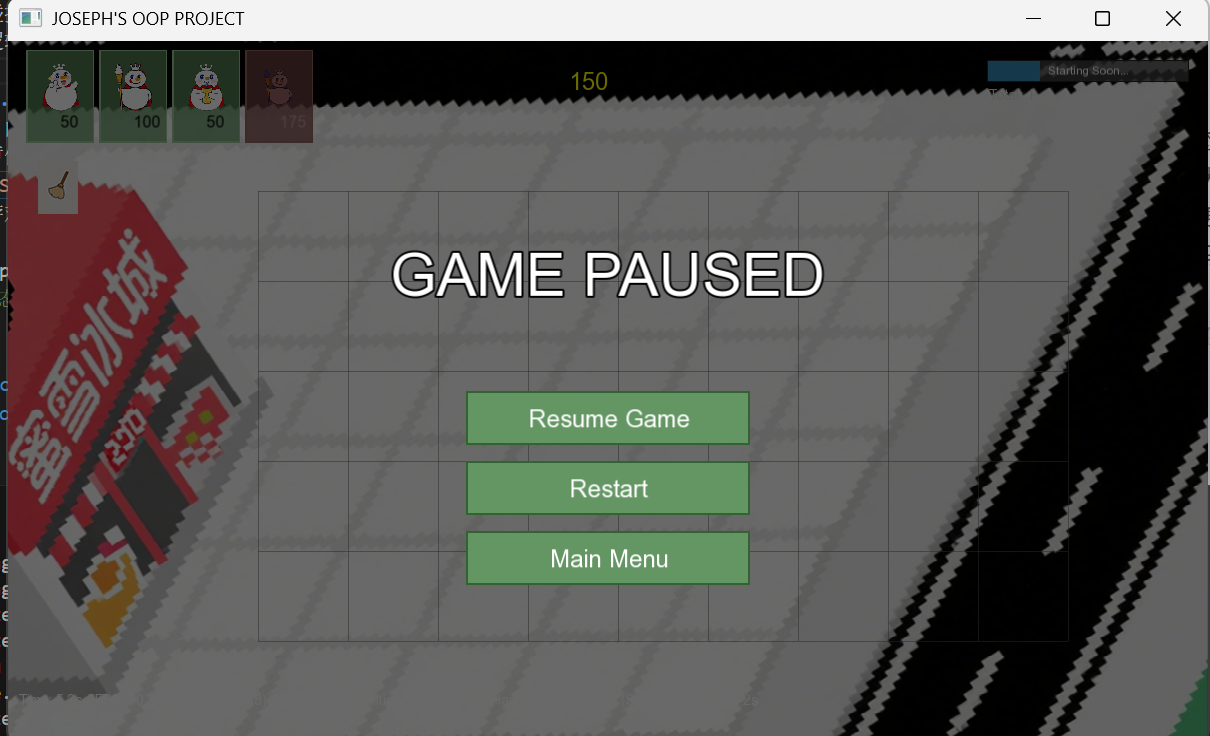 JOSEPH'S OOP PROJECT
150
Starting Soon...
50
100
50
175
GAME PAUSED
蜜雪冰城
Resume Game
Restart
Main Menu